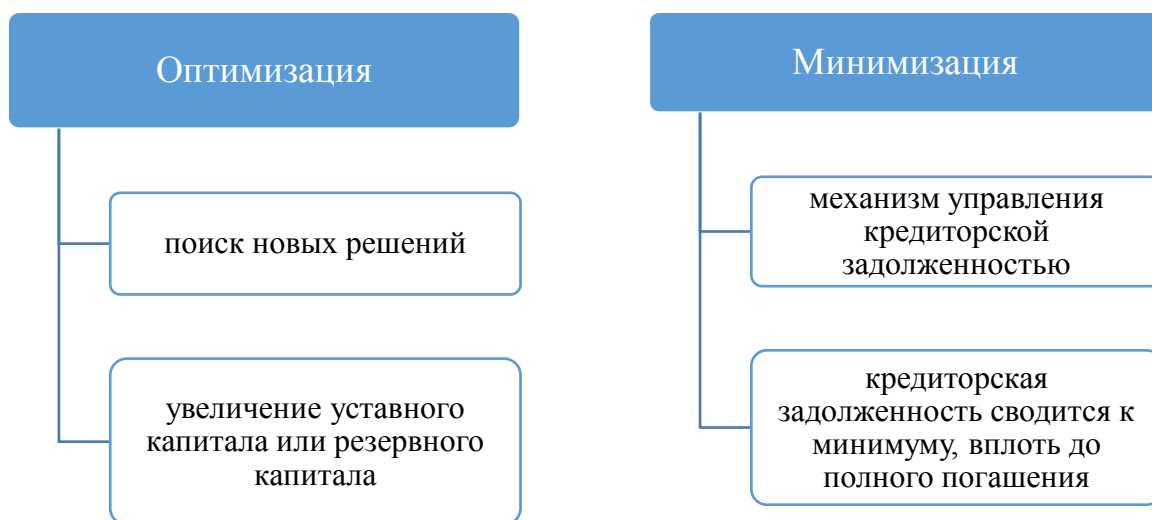 Оптимизация
поиск новых решений
увеличение уставного
капитала или резервного
капитала
Минимизация
механизм управления
кредиторской
задолженностью
кредиторская
задолженность сводится к
минимуму, вплоть до
полного погашения